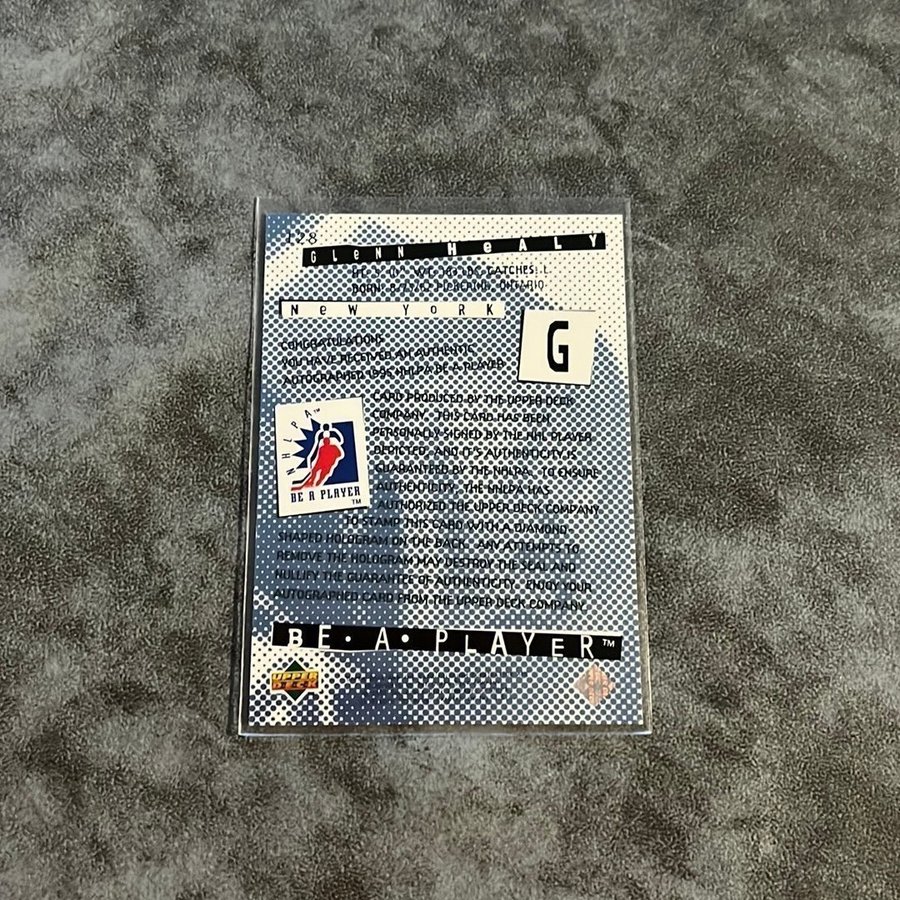 128
GLeNN HeALY
CATCHES: L
BORN: ONTARIO
NeW YoRK
G
CONGRATULATIONS
YOU HAVE RECEIVED AN AUTHENTIC
AUTOGRAPHED 1995 NHLPA BE A PLAYER
CARD PRODUCED BY THE UPPER DECK
COMPANY. THIS CARD HAS BEEN
PERSONALLY SIGNED BY THE NHL PLAYER
DEPICTED, AND IT'S AUTHENTICITY IS
GUARANTEED BY THE NHLPA. TO ENSURE
AUTHENTICITY, THE NHLPA HAS
AUTHORIZED THE UPPER DECK COMPANY
TO STAMP THIS CARD WITH A DIAMOND
SHAPED HOLOGRAM ON THE BACK. ANY ATTEMPTS TO
REMOVE THE HOLOGRAM MAY DESTROY THE SEAL AND
NULLIFY THE GUARANTEE OF AUTHENTICITY. ENJOY YOUR
AUTOGRAPHED CARD FROM THE UPPER DECK COMPANY
NHLPA™
BE A PLAYER
™
BE•A•PLAYER™
UPPER
DECK